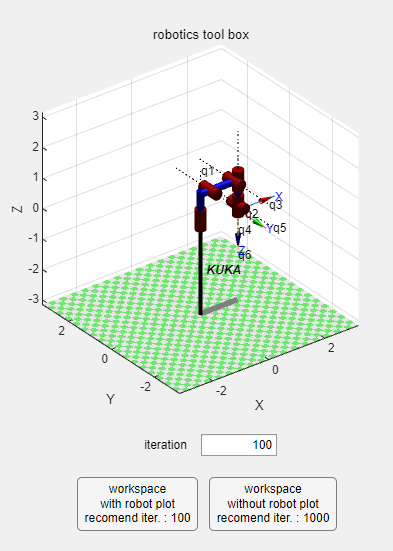 robotics tool box
3
2
1
0
-1
-2
-3
Z
q1
X
q3
q2
Y
q5
q4
Z
q6
KUKA
2
0
-2
Y
-2
0
2
X
iteration 100
workspace
with robot plot
recomend iter. : 100
workspace
without robot plot
recomend iter. : 1000